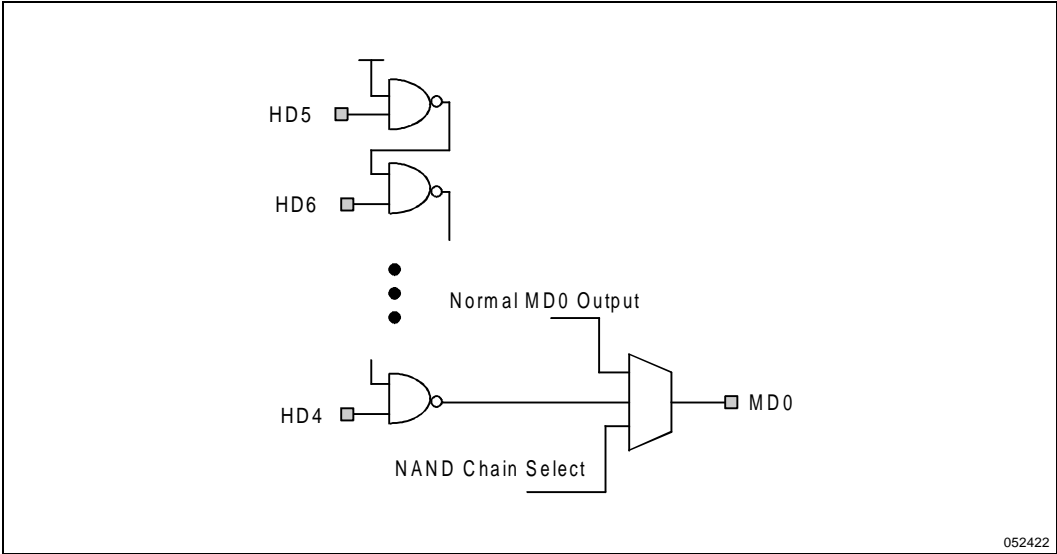 HD5
HD6
Normal MD0 Output
HD4
MD0
NAND Chain Select
052422